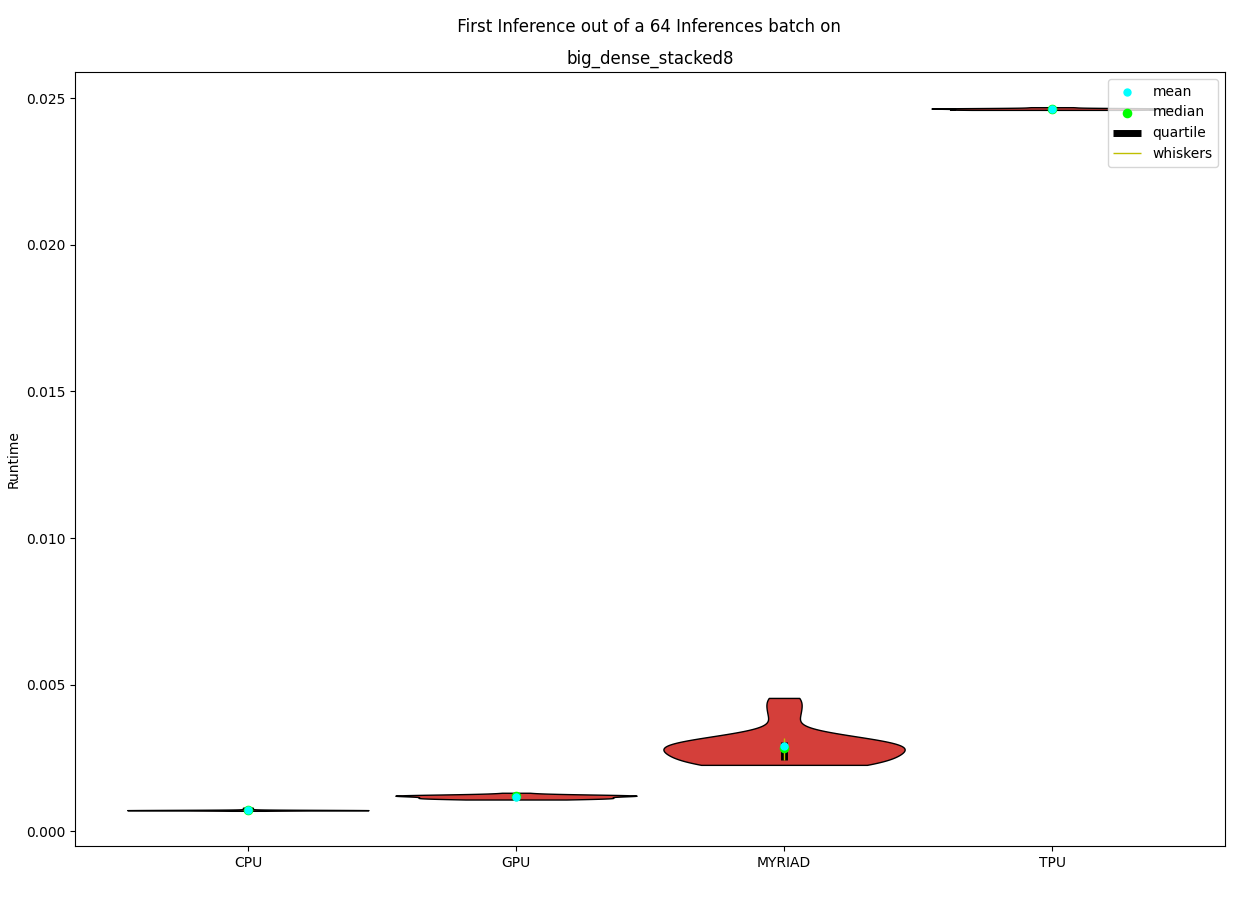 First Inference out of a 64 Inferences batch on
big_dense_stacked8
mean
median
quartile
whiskers
Runtime
0.025
0.020
0.015
0.010
0.005
0.000
CPU GPU MYRIAD TPU